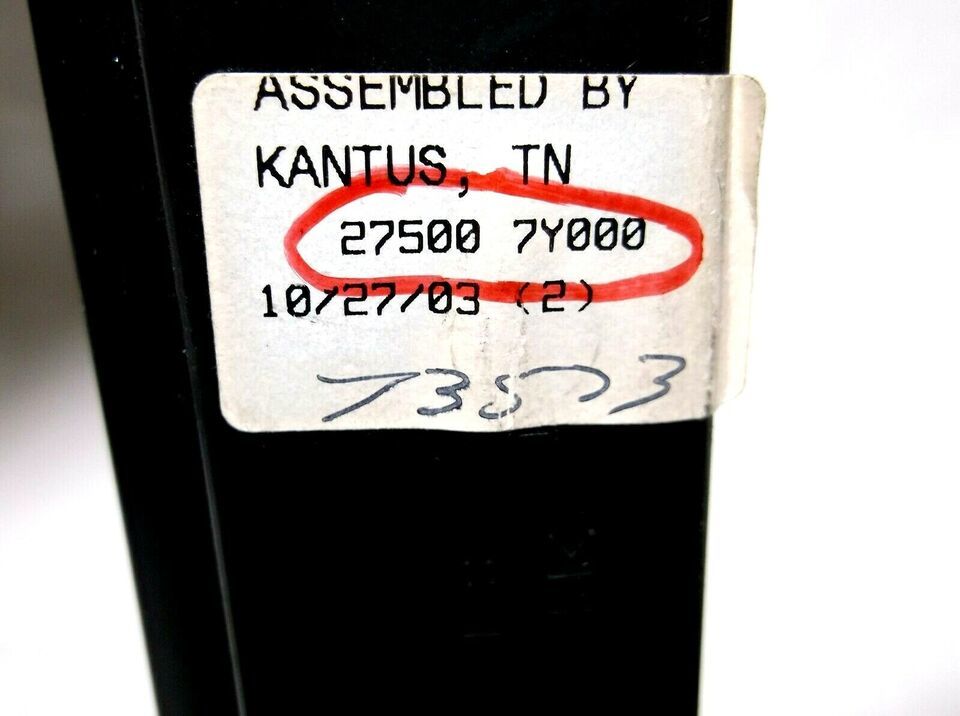 ASSEMBLED BY
KANTUS, TN
27500 7Y000
10/27/03 (2)